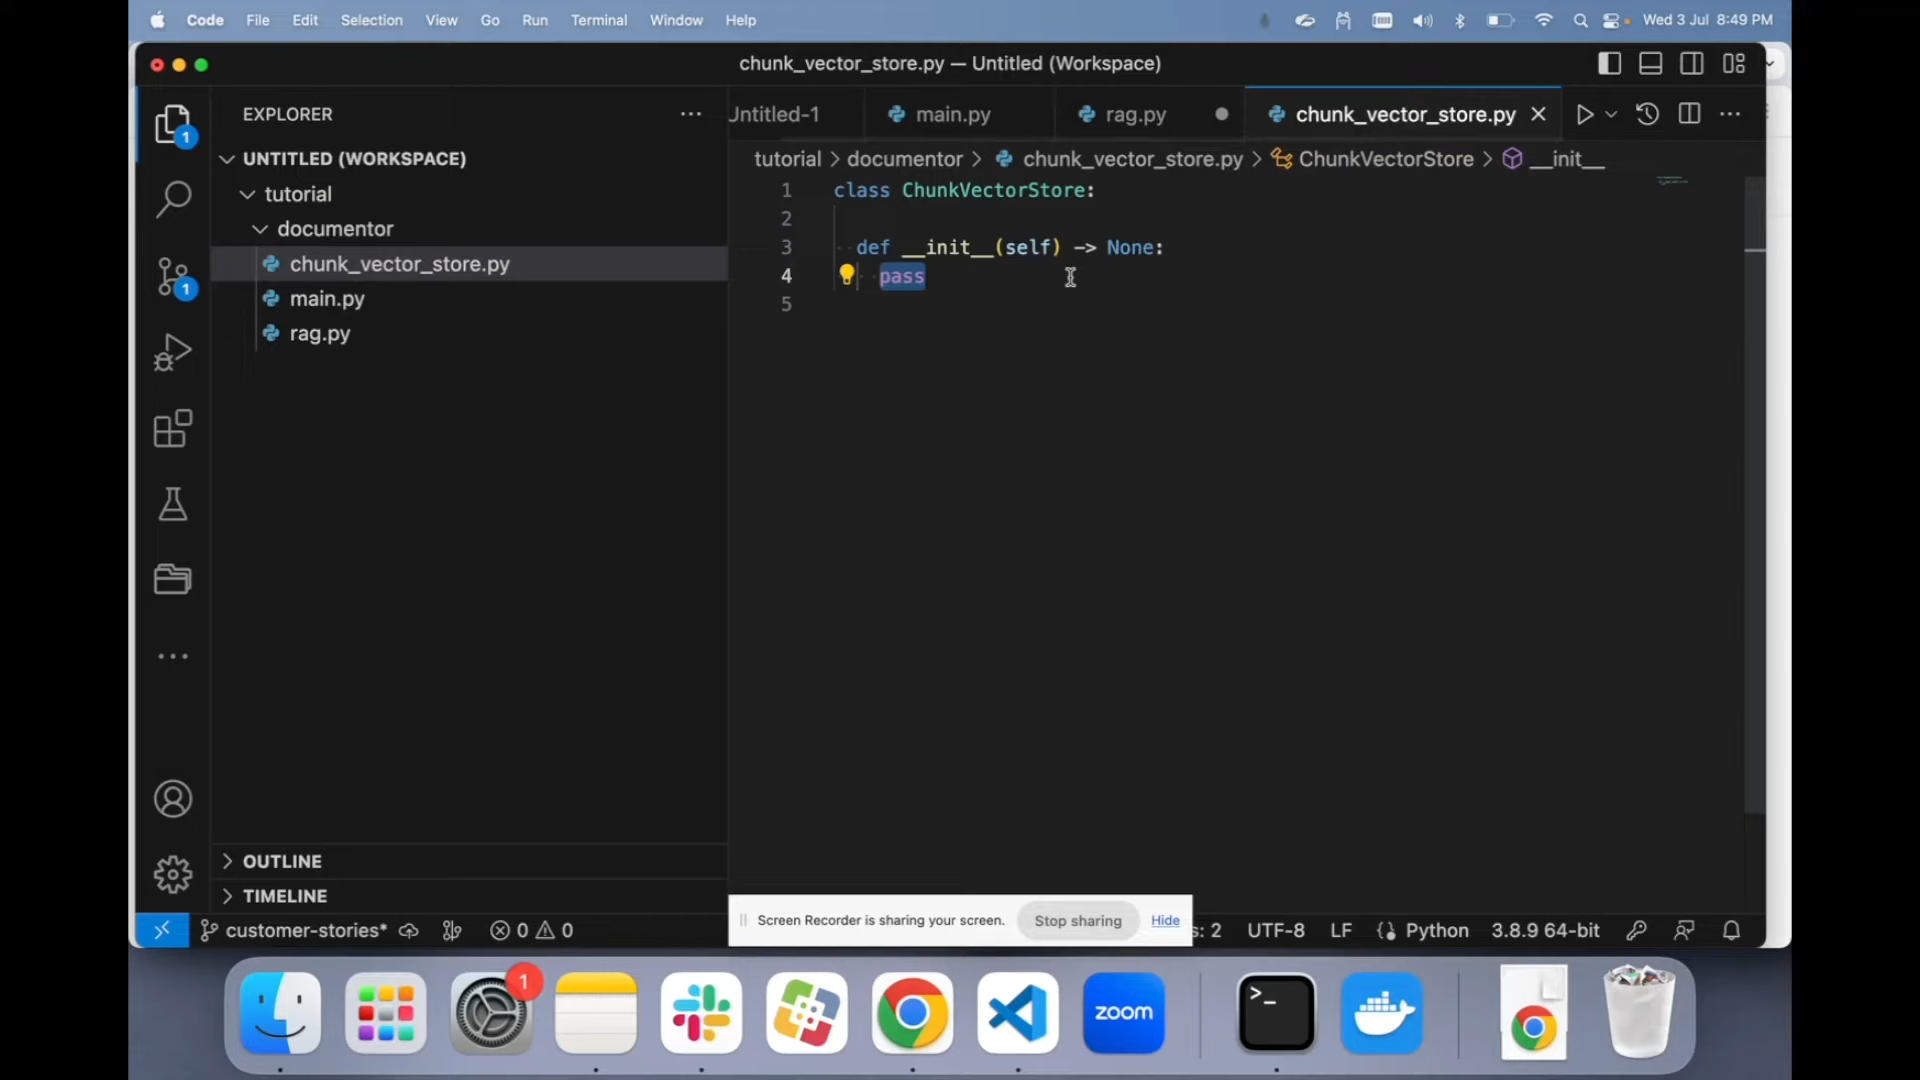 Code File Edit Selection View Go Run Terminal Window Help Wed 3 Jul 8:49 PM
chunk_vector_store.py — Untitled (Workspace)
EXPLORER
Untitled-1 main.py rag.py chunk_vector_store.py
1
UNTITLED (WORKSPACE)
tutorial > documentor > chunk_vector_store.py > ChunkVectorStore > __init__
tutorial
documentor
chunk_vector_store.py
main.py
rag.py
1
1 class ChunkVectorStore:
2
3 def __init__(self) -> None:
4 pass
5
OUTLINE
TIMELINE
Screen Recorder is sharing your screen. Stop sharing Hide
customer-stories* 0 0 s: 2 UTF-8 LF Python 3.8.9 64-bit
1
zoom
>_